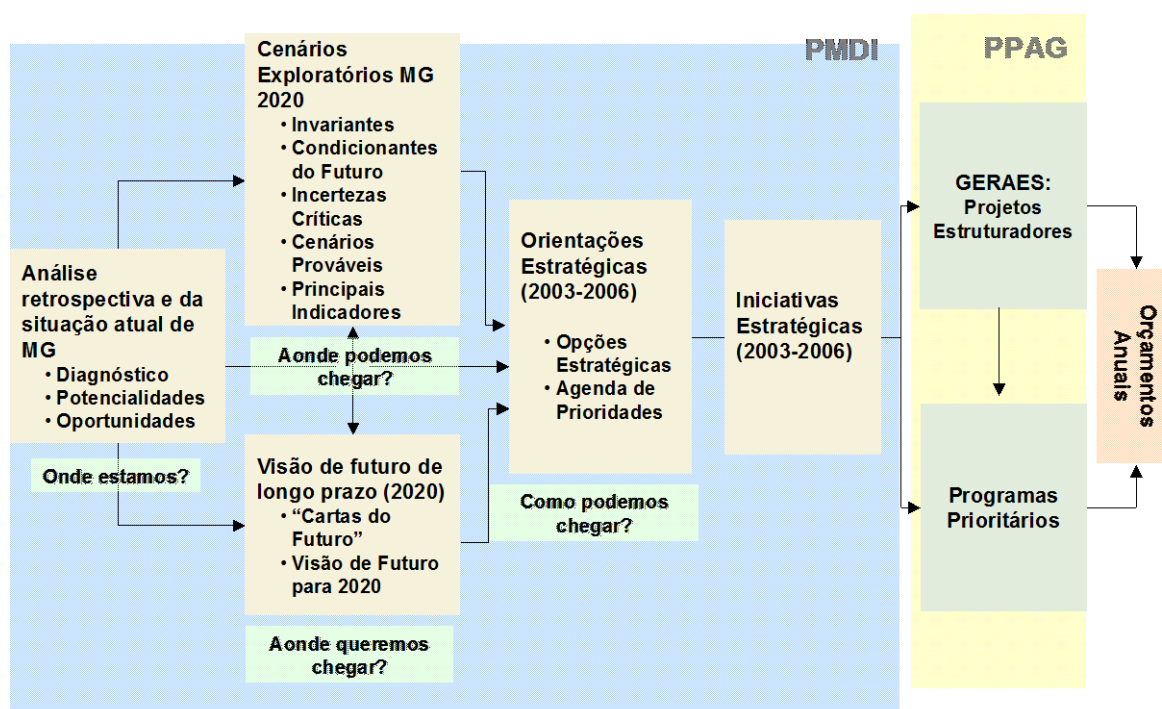 PMDI
PPAG
Cenários
Exploratórios MG
2020
• Invariantes
• Condicionantes
do Futuro
• Incertezas
Críticas
• Cenários
Prováveis
• Principais
Indicadores
Análise
retrospectiva e da
situação atual de
MG
• Diagnóstico
• Potencialidades
• Oportunidades
Onde estamos?
Aonde podemos
chegar?
Visão de futuro de
longo prazo (2020)
• “Cartas do
Futuro”
• Visão de Futuro
para 2020
Aonde queremos
chegar?
Orientações
Estratégicas
(2003-2006)
• Opções
Estratégicas
• Agenda de
Prioridades
Como podemos
chegar?
Iniciativas
Estratégicas
(2003-2006)
GERAES:
Projetos
Estruturadores
Programas
Prioritários
Orçamentos
Anuais